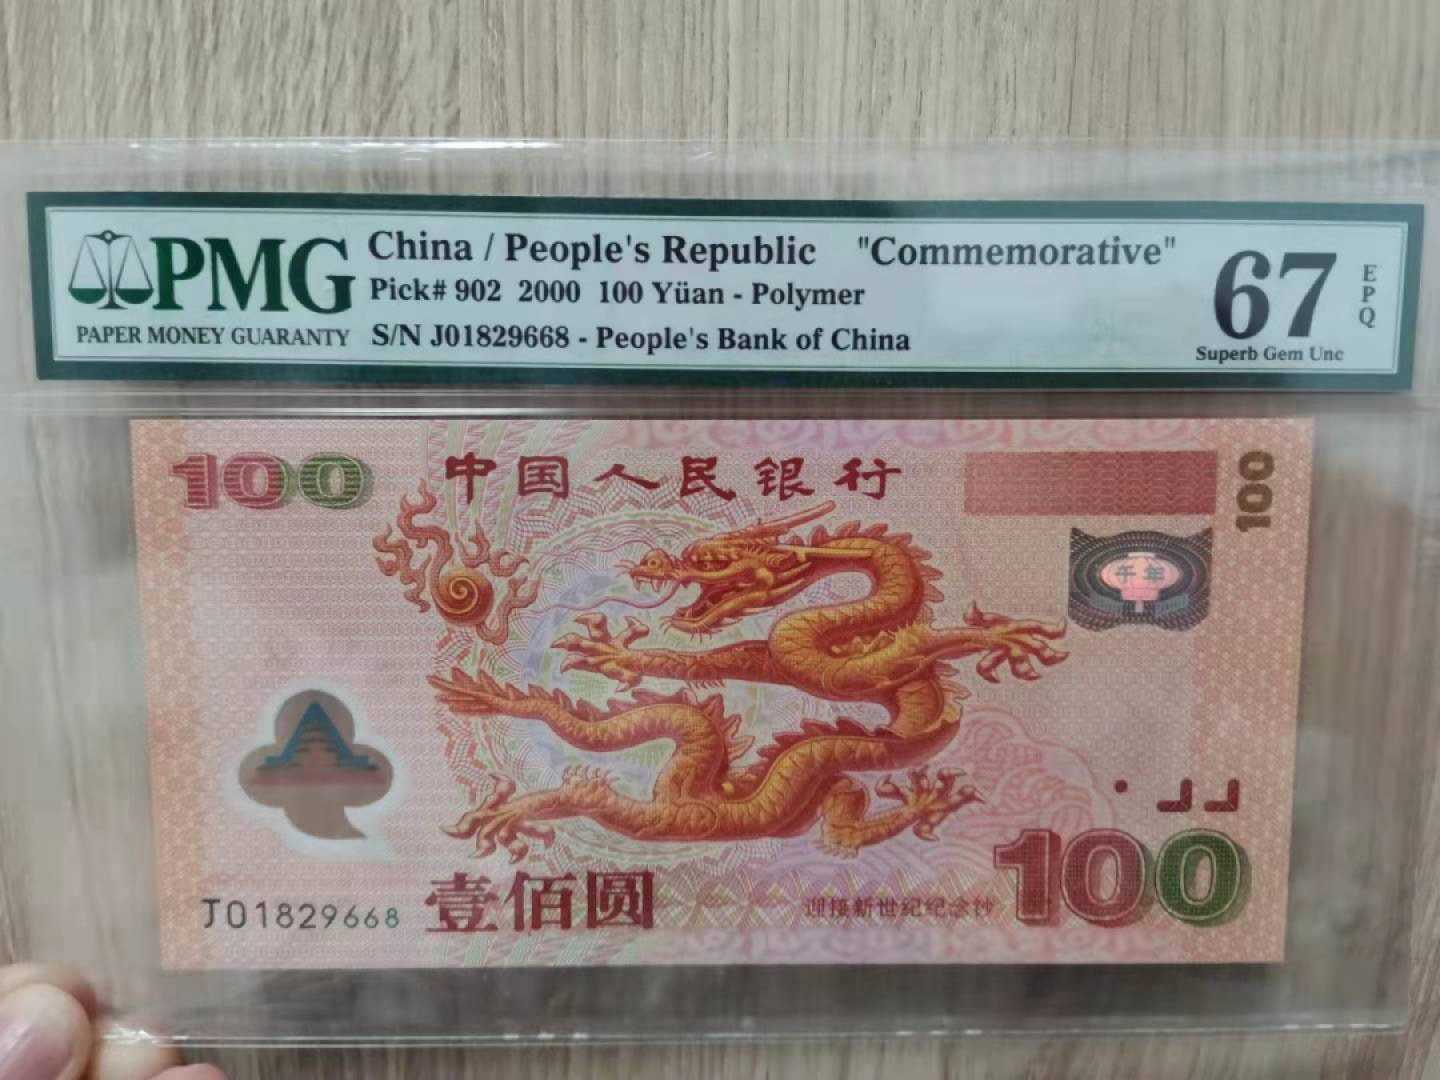 PMG
PAPER MONEY GUARANTY
China / People's Republic "Commemorative"
Pick# 902 2000 100 Yüan - Polymer
S/N J01829668 - People's Bank of China
67
EPQ
Superb Gem Unc
100
中国人民银行
100
壹佰圆
J01829668
迎接新世纪纪念钞
100